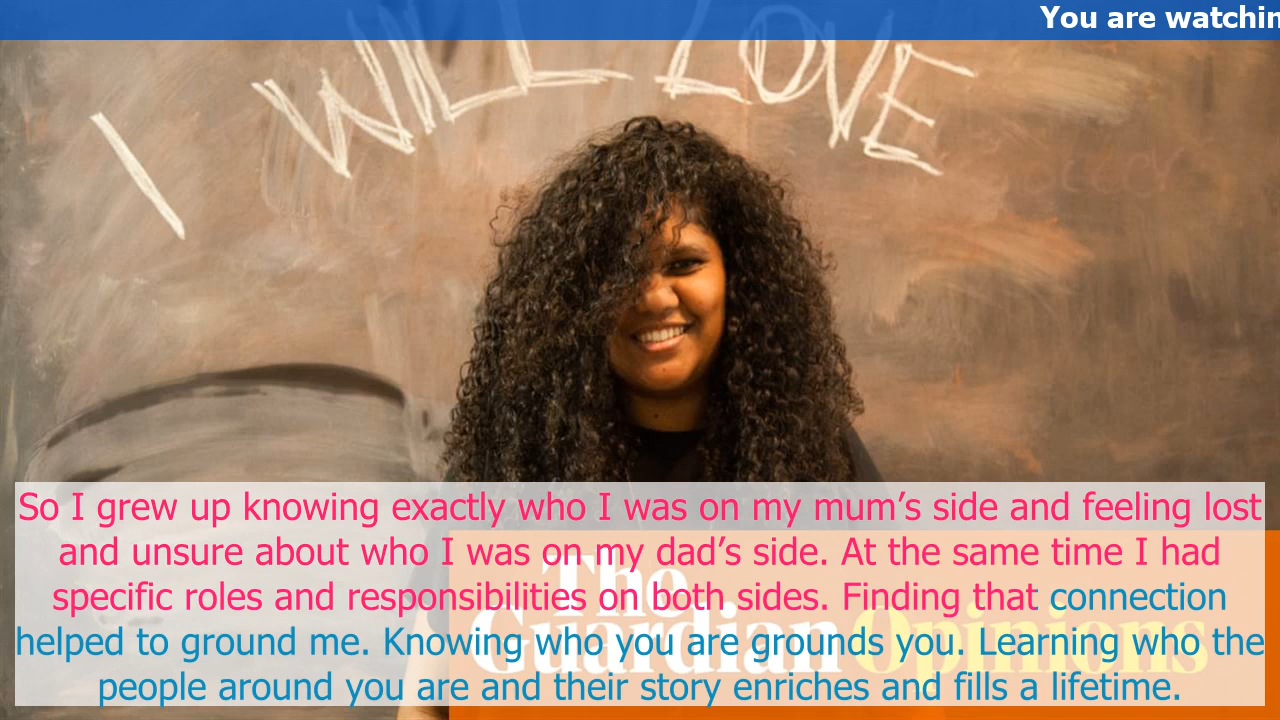 You are watchin
I WILL LOVE
So I grew up knowing exactly who I was on my mum’s side and feeling lost
and unsure about who I was on my dad’s side. At the same time I had
specific roles and responsibilities on both sides. Finding that connection
helped to ground me. Knowing who you are grounds you. Learning who the
people around you are and their story enriches and fills a lifetime.
The
Guardian Opinions